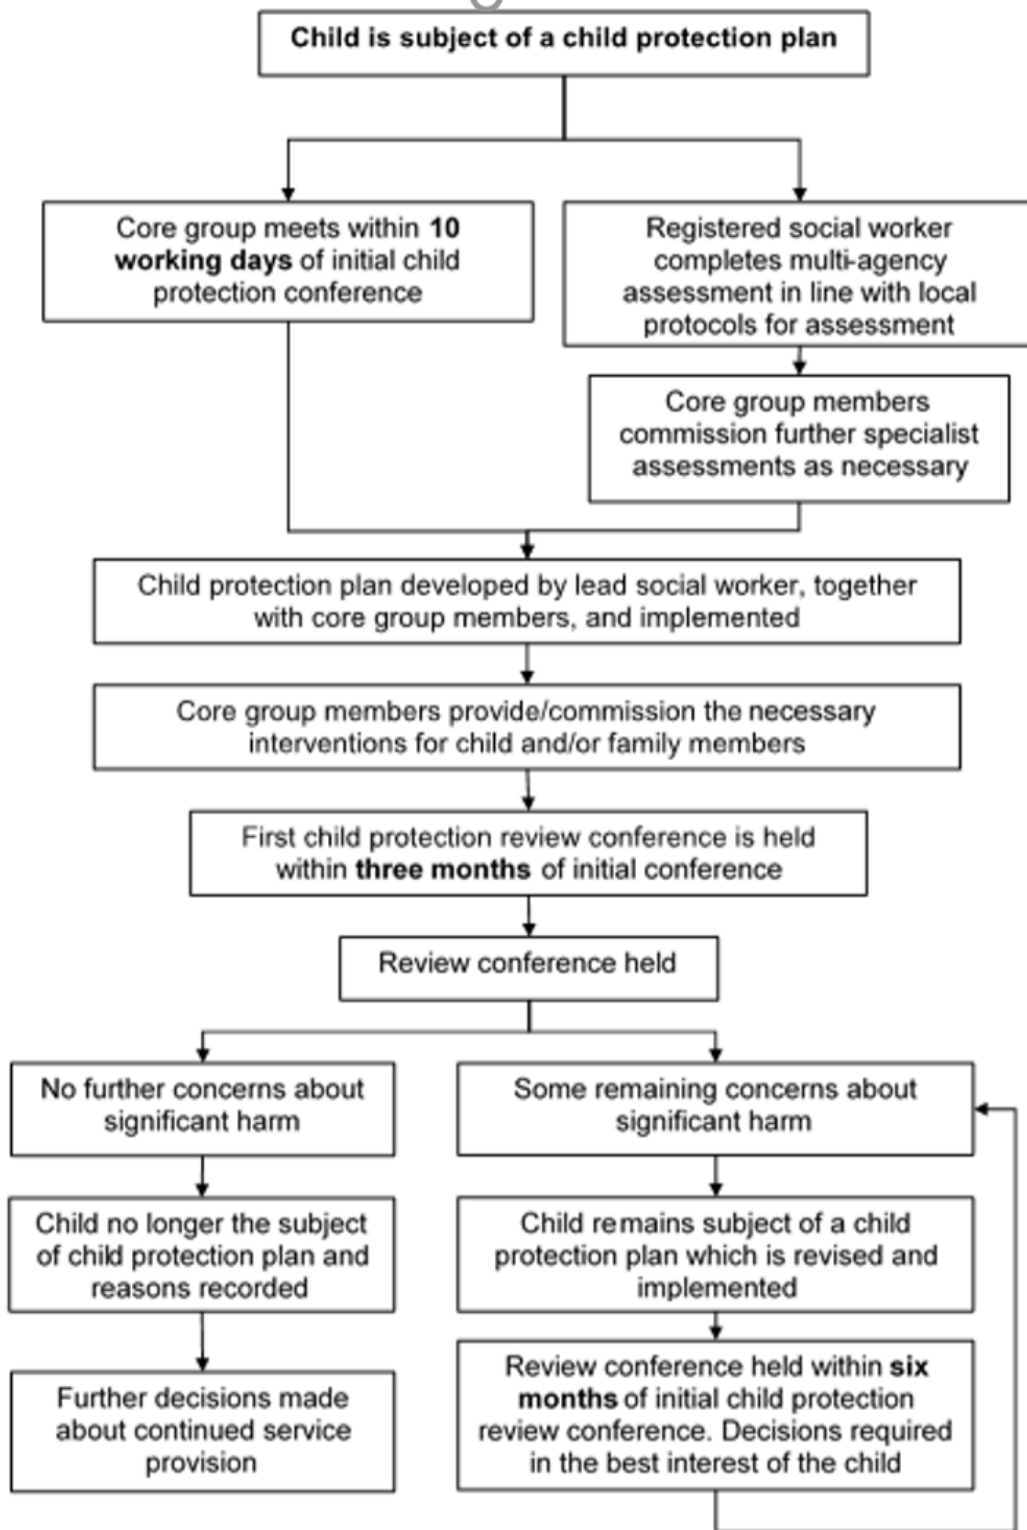 Child is subject of a child protection plan
Core group meets within 10
working days of initial child
protection conference
Registered social worker
completes multi-agency
assessment in line with local
protocols for assessment
Core group members
commission further specialist
assessments as necessary
Child protection plan developed by lead social worker, together
with core group members, and implemented
Core group members provide/commission the necessary
interventions for child and/or family members
First child protection review conference is held
within three months of initial conference
Review conference held
No further concerns about
significant harm
Some remaining concerns about
significant harm
Child no longer the subject
of child protection plan and
reasons recorded
Child remains subject of a child
protection plan which is revised and
implemented
Further decisions made
about continued service
provision
Review conference held within six
months of initial child protection
review conference. Decisions required
in the best interest of the child